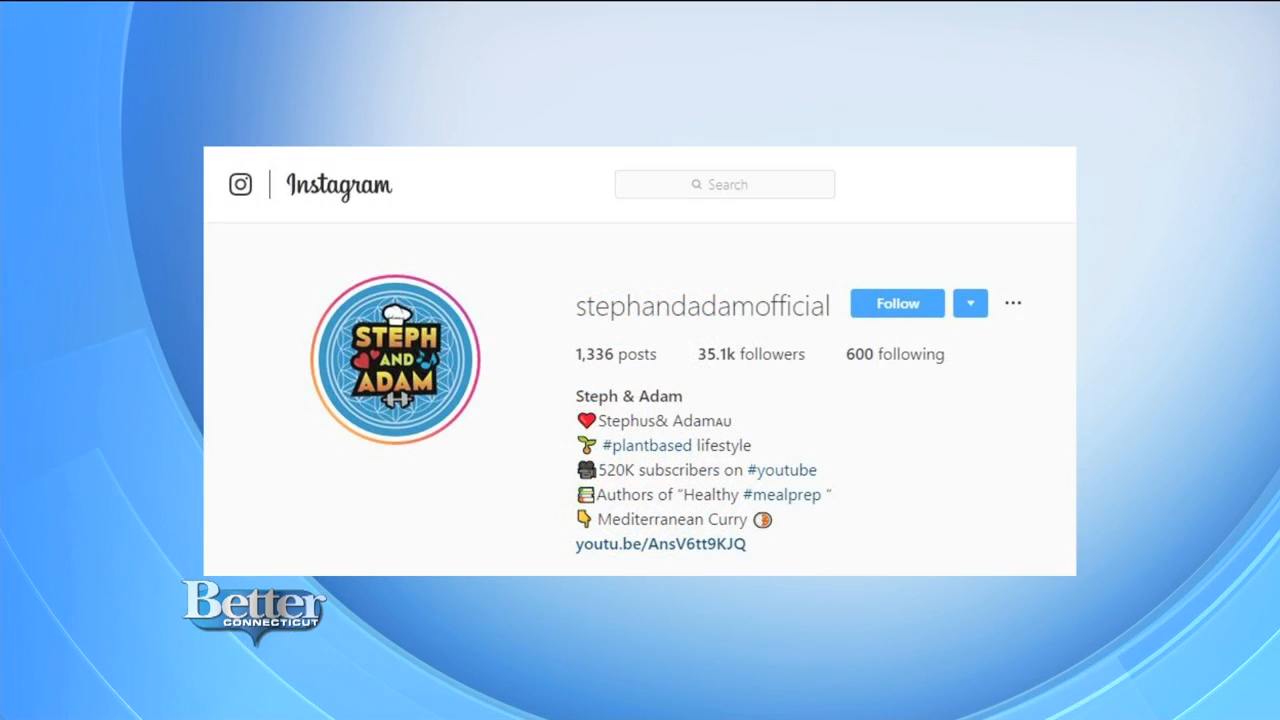 Instagram
Search
STEPH
AND
ADAM
stephandadamofficial
Follow
1,336 posts 35.1k followers 600 following
Steph & Adam
❤️Stephus& Adamᴀᴜ
🌱 #plantbased lifestyle
🎥520K subscribers on #youtube
📚Authors of “Healthy #mealprep “
👇 Mediterranean Curry 🍛
youtu.be/AnsV6tt9KJQ
Better
CONNECTICUT